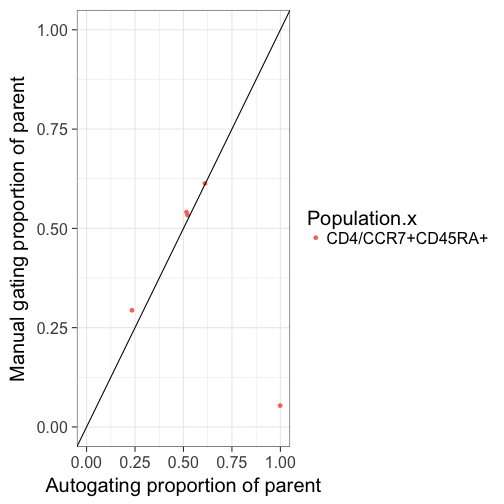 Manual gating proportion of parent
1.00
0.75
0.50
0.25
0.00
0.00 0.25 0.50 0.75 1.00
Autogating proportion of parent
Population.x
CD4/CCR7+CD45RA+